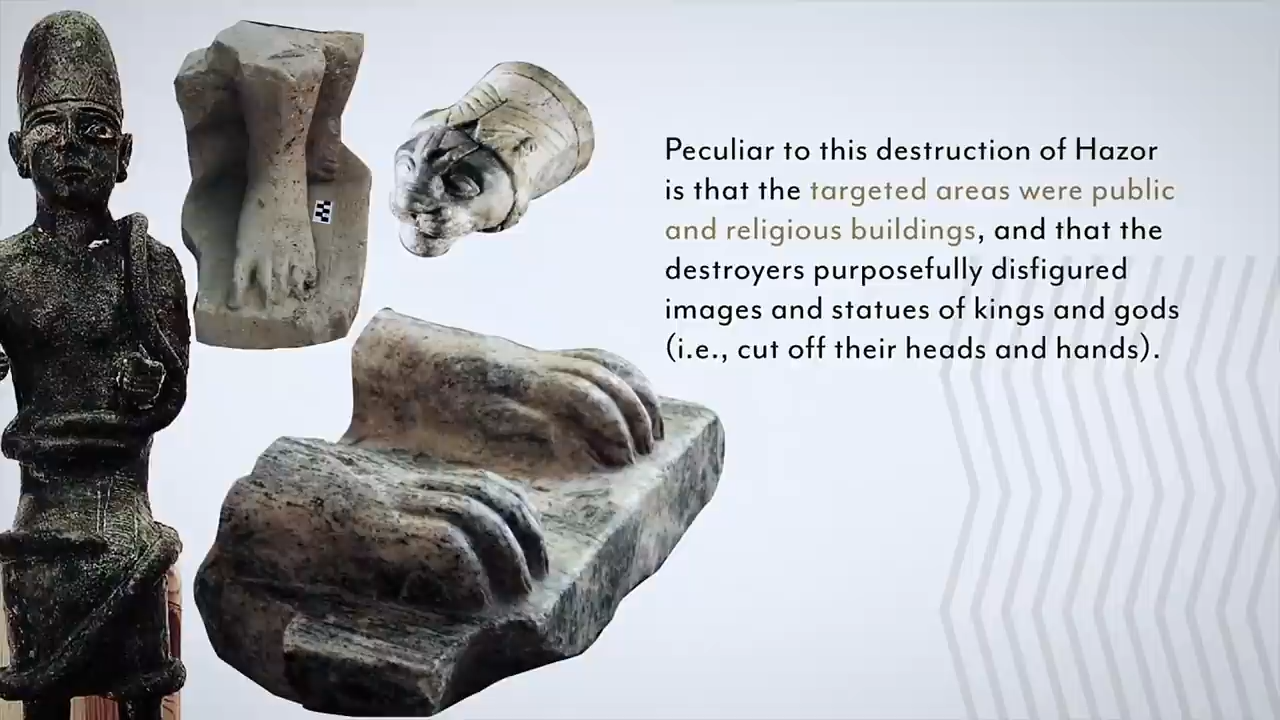 Peculiar to this destruction of Hazor
is that the targeted areas were public
and religious buildings, and that the
destroyers purposefully disfigured
images and statues of kings and gods
(i.e., cut off their heads and hands).